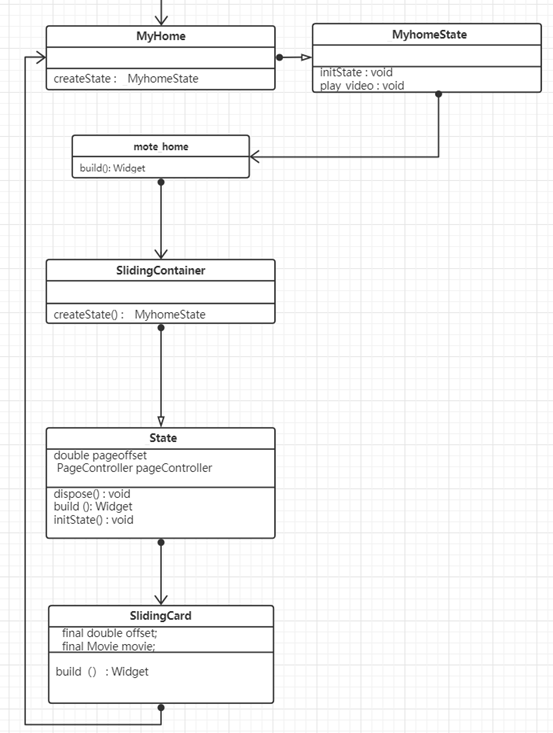 MyHome
createState : MyhomeState
MyhomeState
initState : void
play video : void
mote home
build(): Widget
SlidingContainer
createState() : MyhomeState
State
double pageoffset
PageController pageController
dispose() : void
build (): Widget
initState() : void
SlidingCard
final double offset;
final Movie movie;
build () : Widget